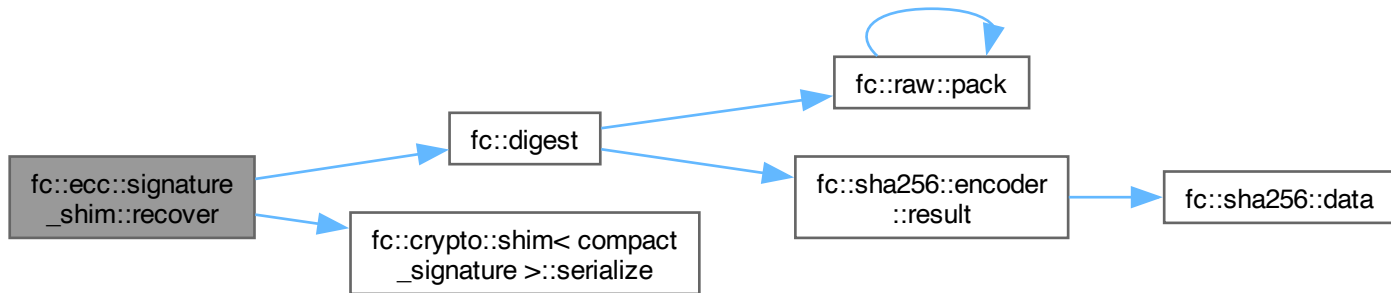 fc::ecc::signature
_shim::recover
fc::digest
fc::crypto::shim< compact
_signature >::serialize
fc::raw::pack
fc::sha256::encoder
::result
fc::sha256::data